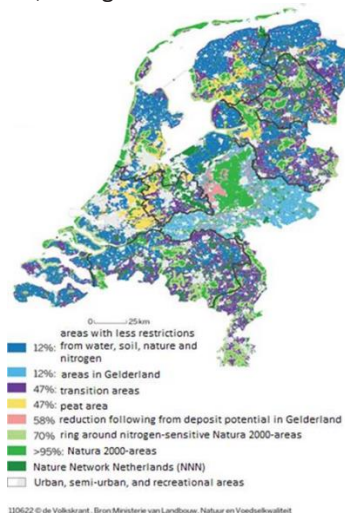 0 25 km
areas with less restrictions
12%: from water, soil, nature and
nitrogen
12%: areas in Gelderland
47%: transition areas
47%: peat area
58% reduction following from deposit potential in Gelderland
70% ring around nitrogen-sensitive Natura 2000-areas
>95%: Natura 2000-areas
Nature Network Netherlands (NNN)
Urban, semi-urban, and recreational areas
110622 © de Volkskrant. Bron: Ministerie van Landbouw, Natuur en Voedselkwaliteit